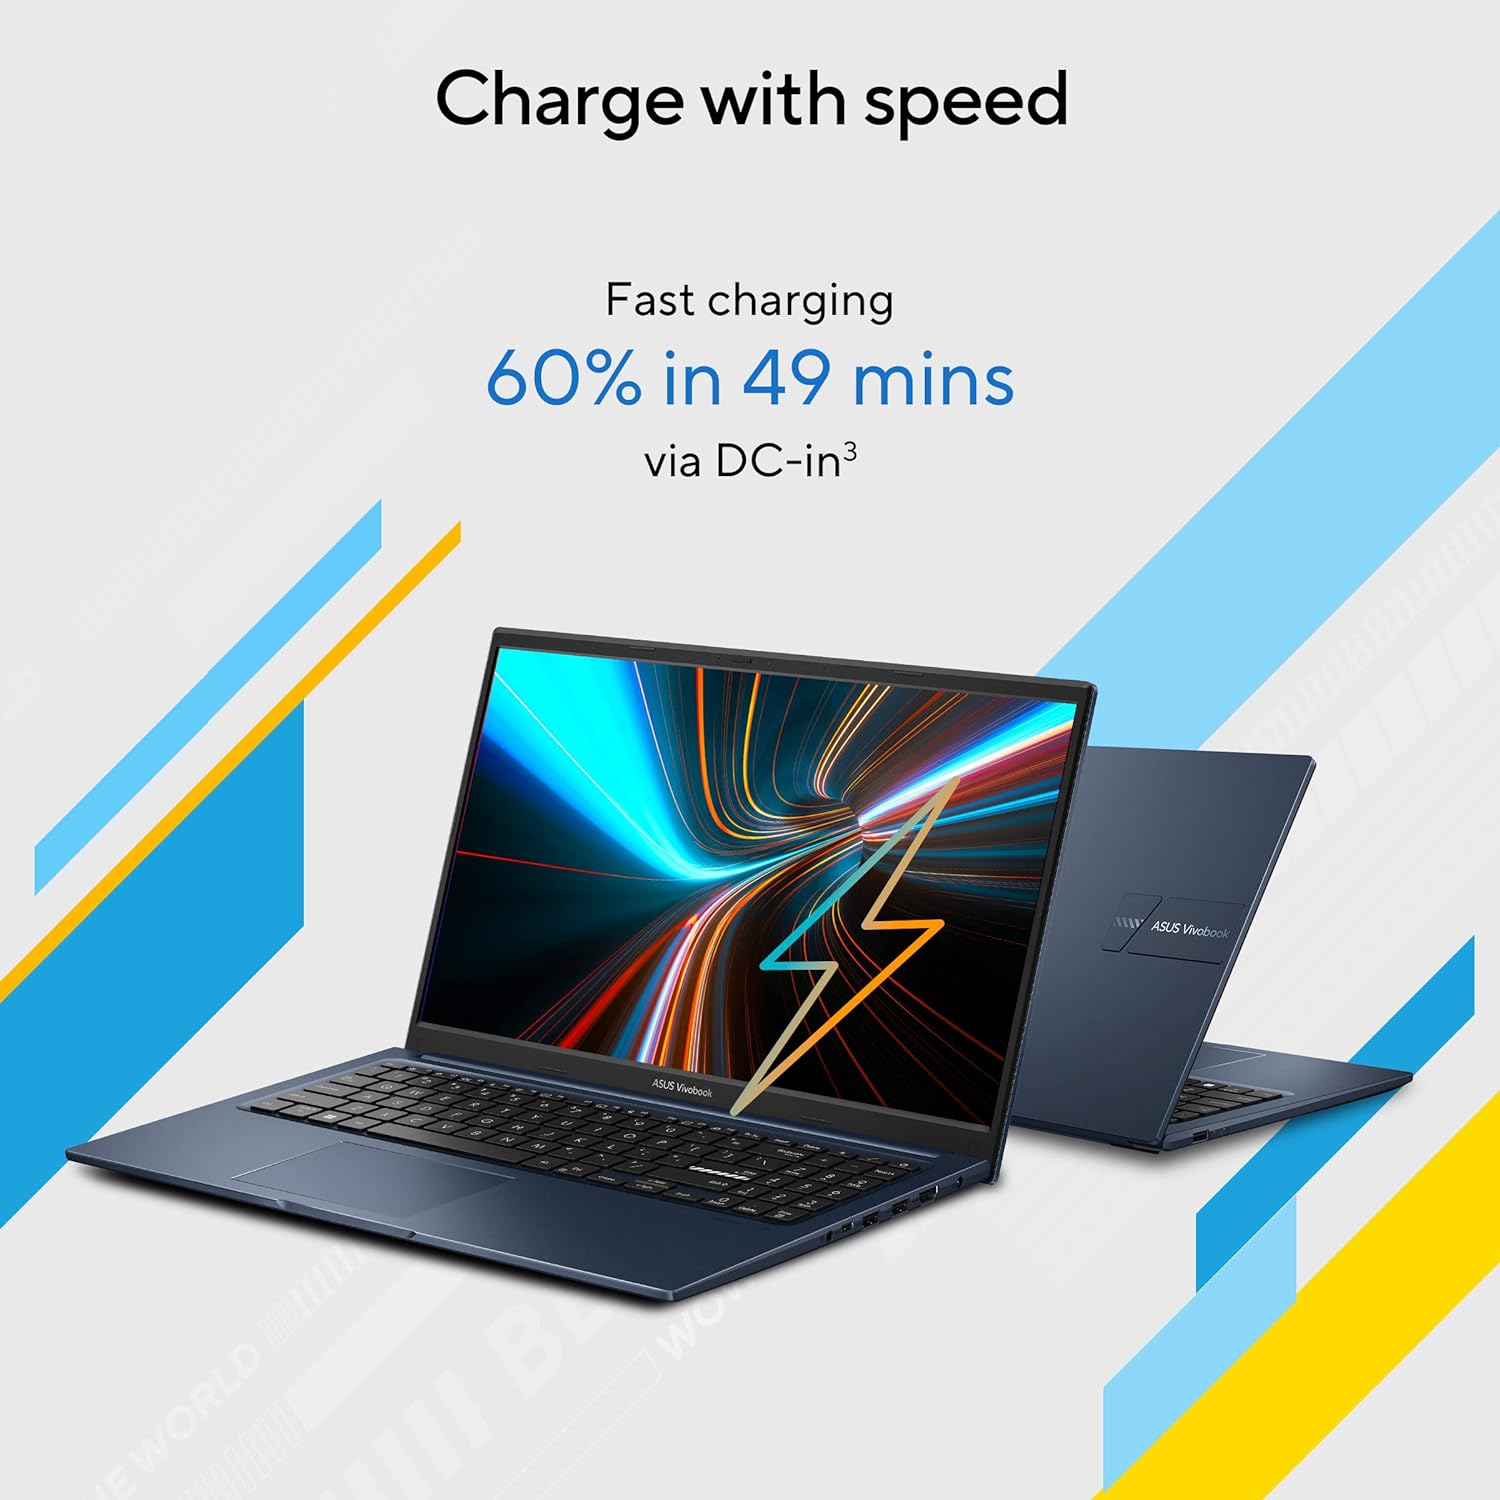 Charge with speed
Fast charging
60% in 49 mins
via DC-in³
ASUS Vivobook
ASUS Vivobook